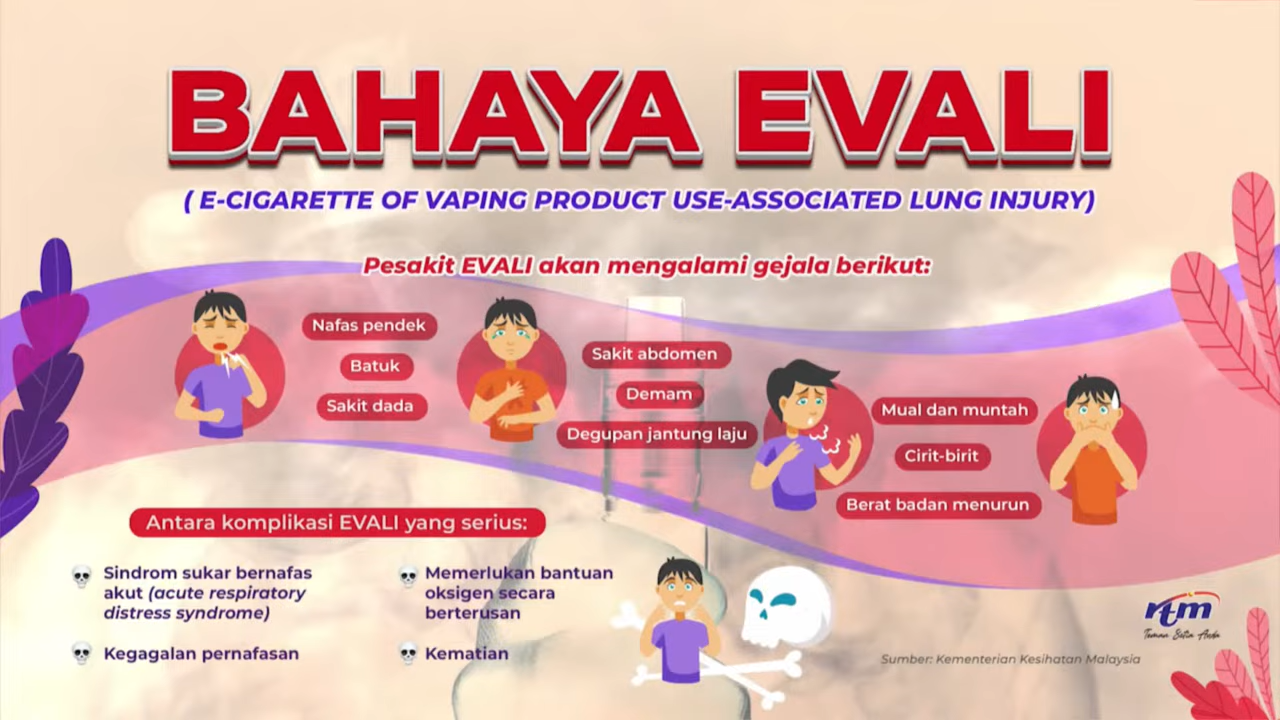 BAHAYA EVALI
( E-CIGARETTE OF VAPING PRODUCT USE-ASSOCIATED LUNG INJURY)
Pesakit EVALI akan mengalami gejala berikut:
Nafas pendek
Batuk
Sakit dada
Sakit abdomen
Demam
Degupan jantung laju
Mual dan muntah
Cirit-birit
Berat badan menurun
Antara komplikasi EVALI yang serius:
Sindrom sukar bernafas
akut (acute respiratory
distress syndrome)
Kegagalan pernafasan
Memerlukan bantuan
oksigen secara
berterusan
Kematian
rtm
Teman Setia Anda
Sumber: Kementerian Kesihatan Malaysia